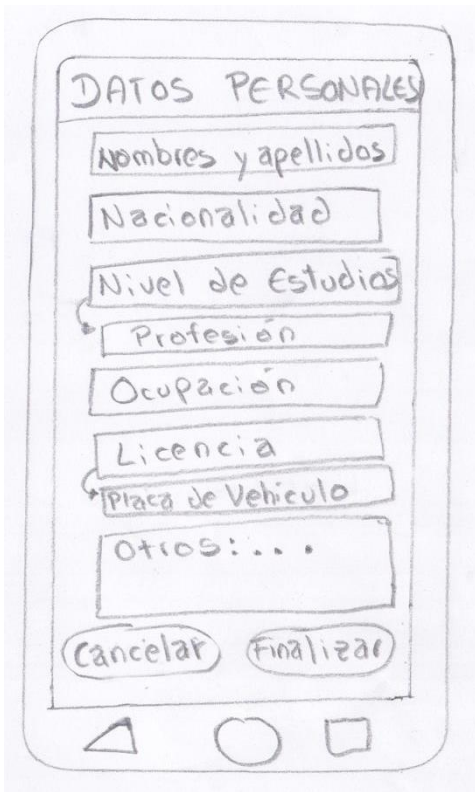 DATOS PERSONALES
Nombres y apellidos
Nacionalidad
Nivel de Estudios
Profesión
Ocupación
Licencia
Placa de Vehiculo
Otros:...
Cancelar
Finalizar